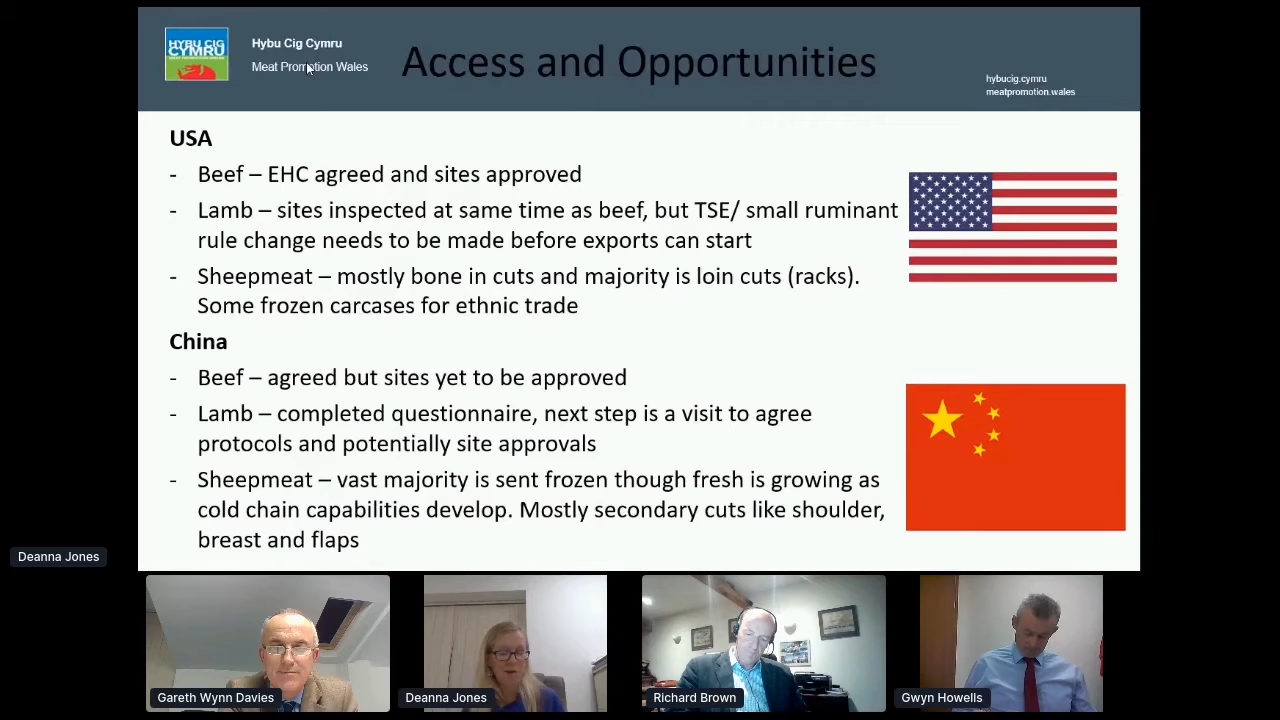 HYBU CIG
CYMRU
Hybu Cig Cymru
Meat Promotion Wales
Access and Opportunities
hybucig.cymru
meatpromotion.wales
USA
- Beef – EHC agreed and sites approved
- Lamb – sites inspected at same time as beef, but TSE/ small ruminant
rule change needs to be made before exports can start
- Sheepmeat – mostly bone in cuts and majority is loin cuts (racks).
Some frozen carcases for ethnic trade
China
- Beef – agreed but sites yet to be approved
- Lamb – completed questionnaire, next step is a visit to agree
protocols and potentially site approvals
- Sheepmeat – vast majority is sent frozen though fresh is growing as
cold chain capabilities develop. Mostly secondary cuts like shoulder,
breast and flaps
Deanna Jones
Gareth Wynn Davies
Deanna Jones
Richard Brown
Gwyn Howells